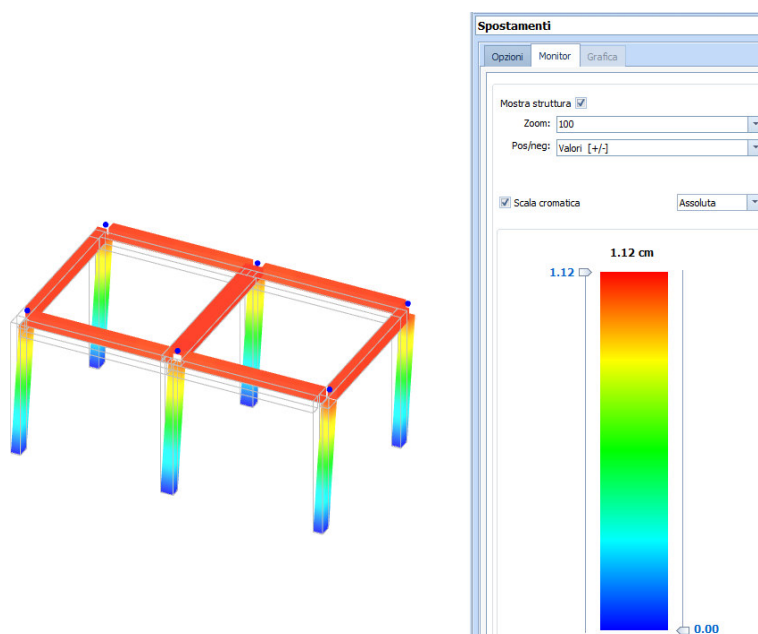 Spostamenti
Opzioni Monitor Grafica
Mostra struttura
Zoom: 100
Pos/neg: Valori [+/-]
Scala cromatica Assoluta
1.12 cm
1.12
0.00